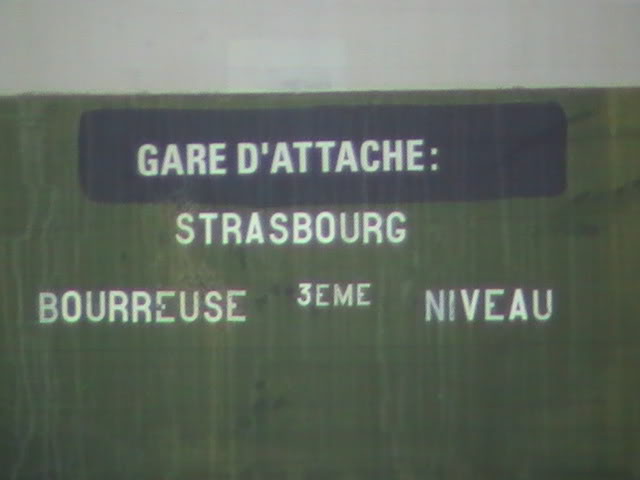 GARE D'ATTACHE:
STRASBOURG
BOURREUSE 3EME NIVEAU